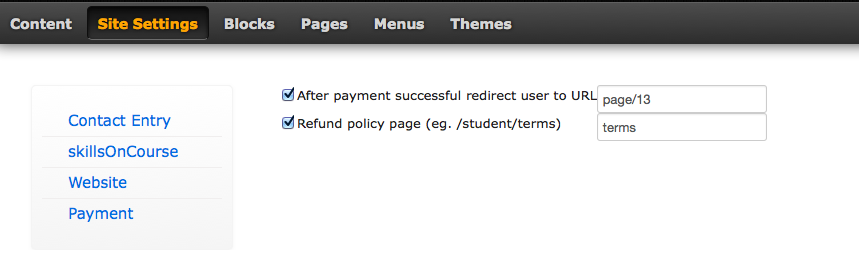 Content Site Settings Blocks Pages Menus Themes
Contact Entry
skillsOnCourse
Website
Payment
After payment successful redirect user to URL page/13
Refund policy page (eg. /student/terms) terms